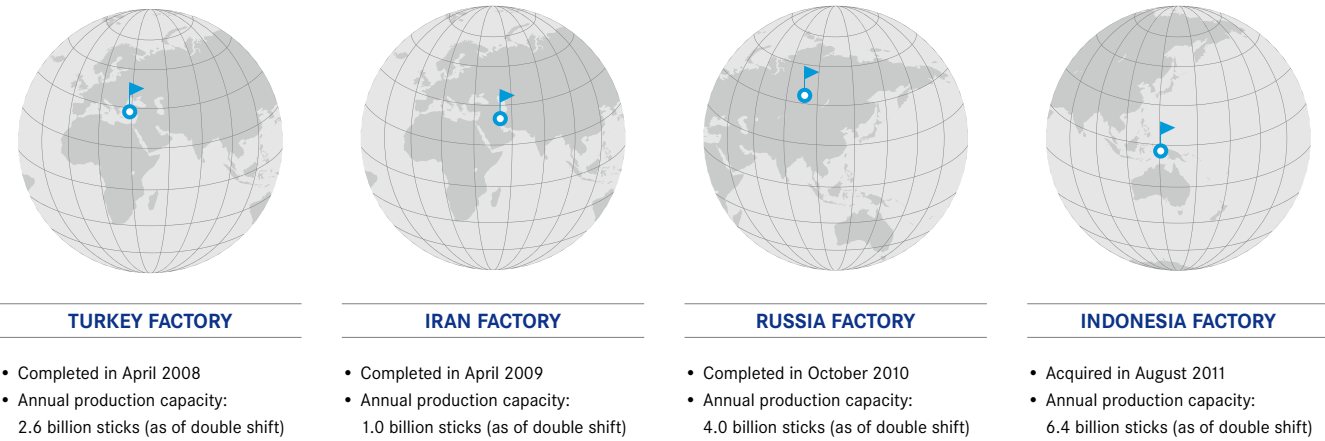 TURKEY FACTORY
• Completed in April 2008
• Annual production capacity:
2.6 billion sticks (as of double shift)
IRAN FACTORY
• Completed in April 2009
• Annual production capacity:
1.0 billion sticks (as of double shift)
RUSSIA FACTORY
• Completed in October 2010
• Annual production capacity:
4.0 billion sticks (as of double shift)
INDONESIA FACTORY
• Acquired in August 2011
• Annual production capacity:
6.4 billion sticks (as of double shift)